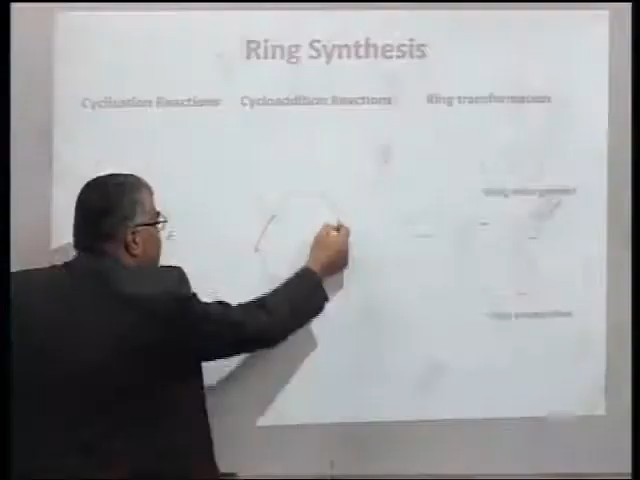 Ring Synthesis
Cyclisation Reactions
Cycloaddition Reactions
Ring transformation